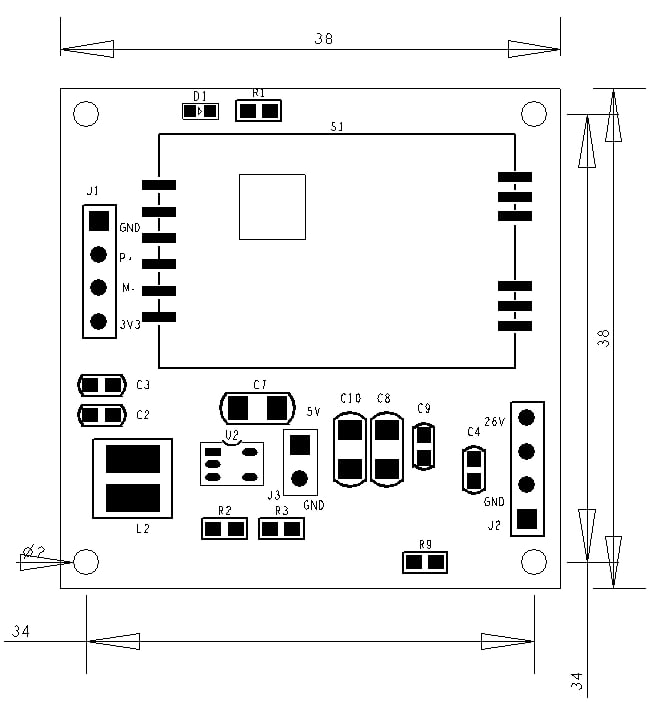 38
D1
R1
S1
J1
GND
P+
M-
3V3
38
C3
C2
C7
5V
C10
C8
C9
26V
C4
U2
GND
J3
GND
J2
L2
R2
R3
R9
Ø2
34
34